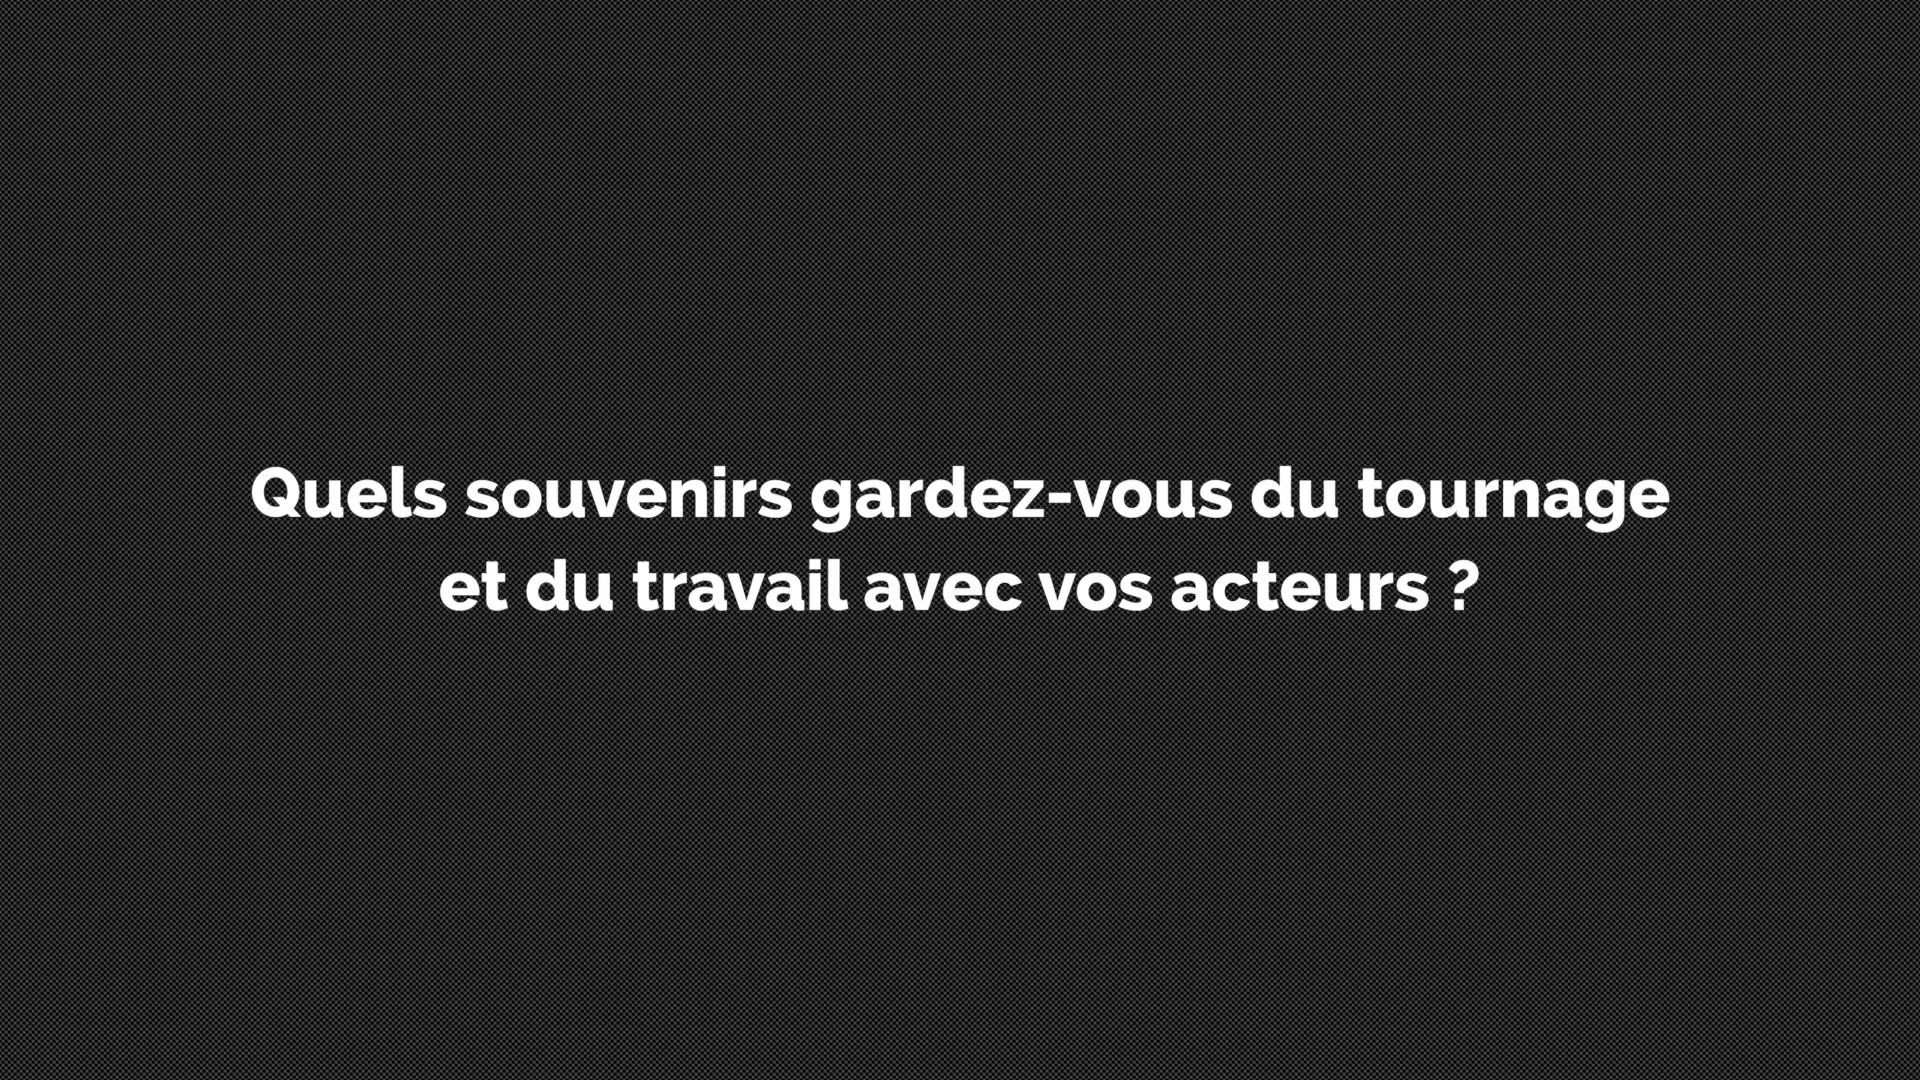 Quels souvenirs gardez-vous du tournage
et du travail avec vos acteurs ?